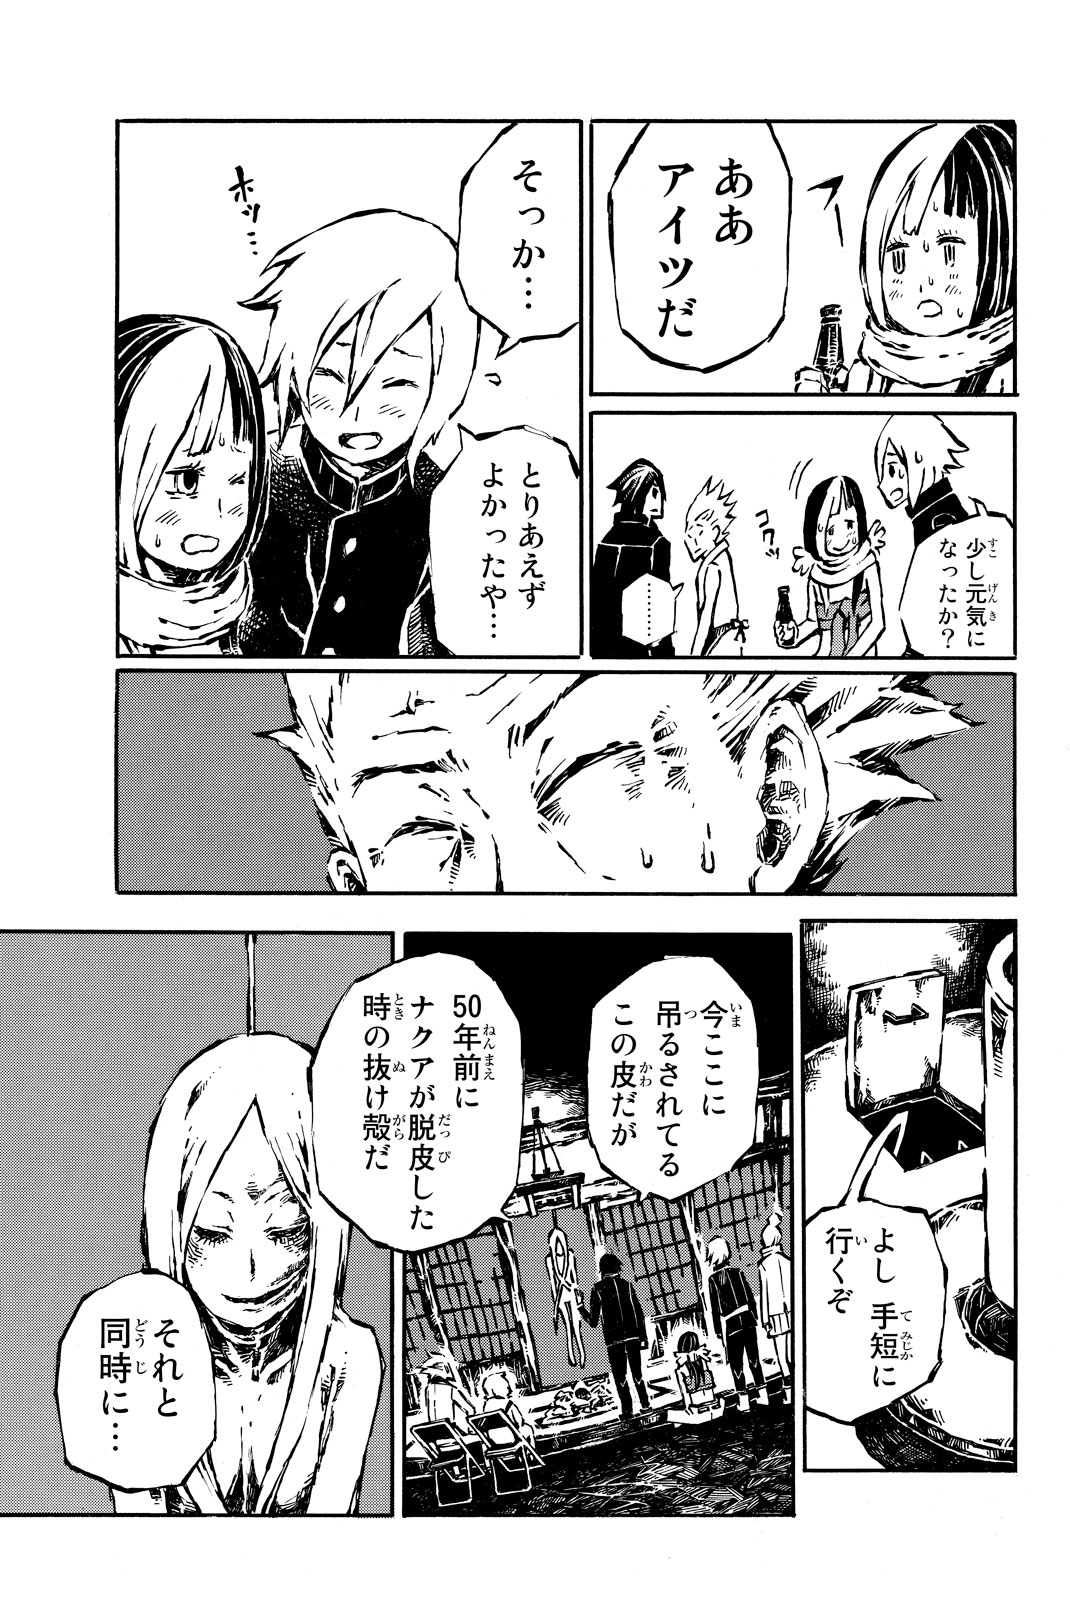 ああ
アイツだ
少し元気に
なったか？
コクッ
………
そっか…
ホッ…
とりあえず
よかったや…
よし 手短に
行くぞ
今ここに
吊るされてる
この皮だが
50年前に
ナクアが脱皮した
時の抜け殻だ
それと
同時に…